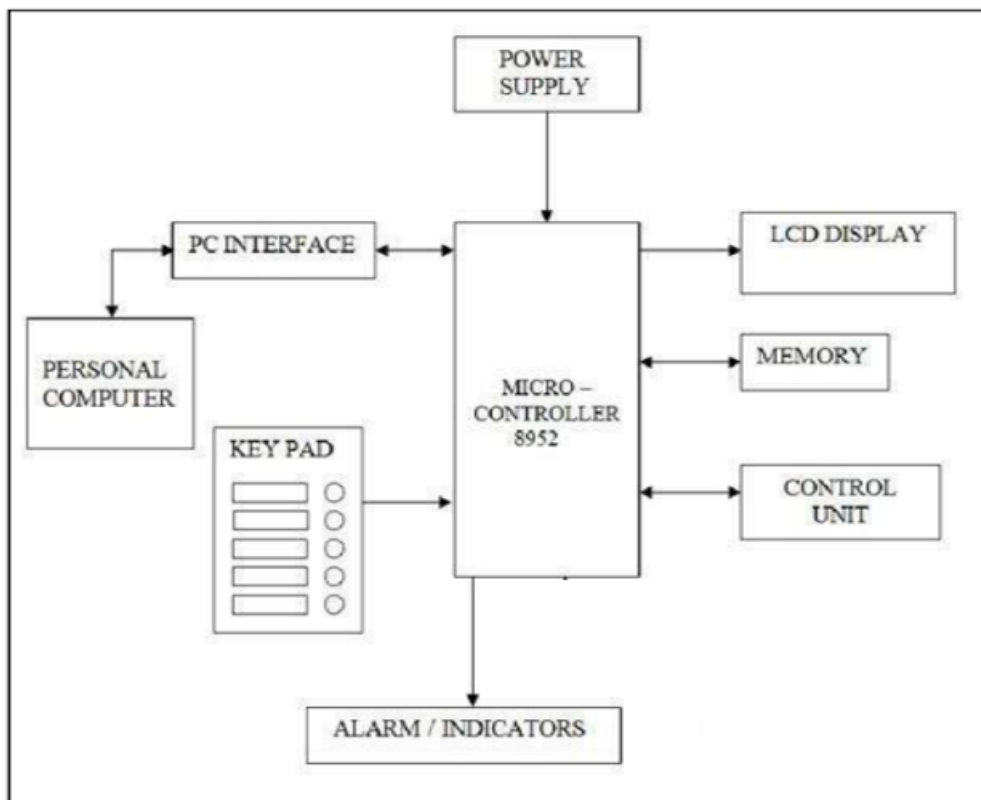 POWER
SUPPLY
PC INTERFACE
LCD DISPLAY
PERSONAL
COMPUTER
MEMORY
MICRO –
CONTROLLER
8952
KEY PAD
CONTROL
UNIT
ALARM / INDICATORS